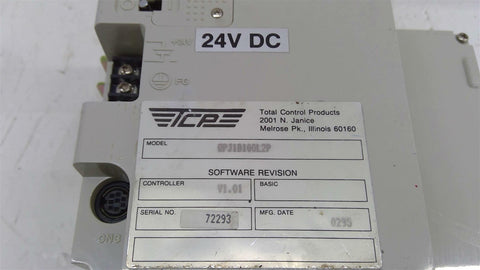 24V DC
FG
TCP
Total Control Products
2001 N. Janice
Melrose Pk., Illinois 60160
MODEL
SOFTWARE REVISION
CONTROLLER V1.01 BASIC
SERIAL NO. 72293 MFG. DATE 0295